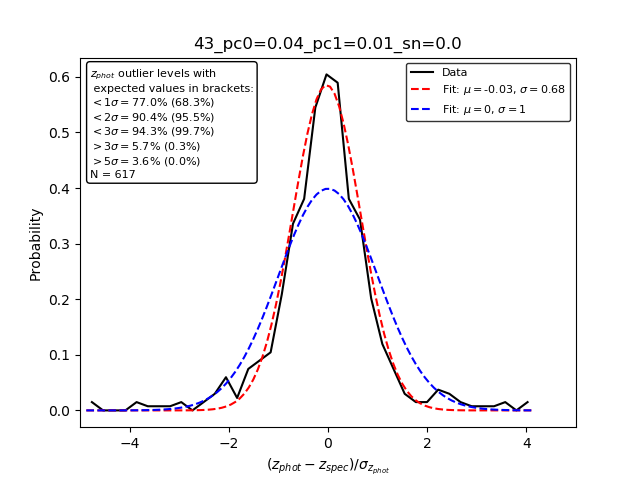 43_pc0=0.04_pc1=0.01_sn=0.0
z_phot outlier levels with
expected values in brackets:
<1σ=77.0% (68.3%)
<2σ=90.4% (95.5%)
<3σ=94.3% (99.7%)
>3σ=5.7% (0.3%)
>5σ=3.6% (0.0%)
N = 617
Data
Fit: μ=-0.03, σ=0.68
Fit: μ=0, σ=1
Probability
0.6
0.5
0.4
0.3
0.2
0.1
0.0
−4 −2 0 2 4
(z_phot − z_spec)/σ_z_phot